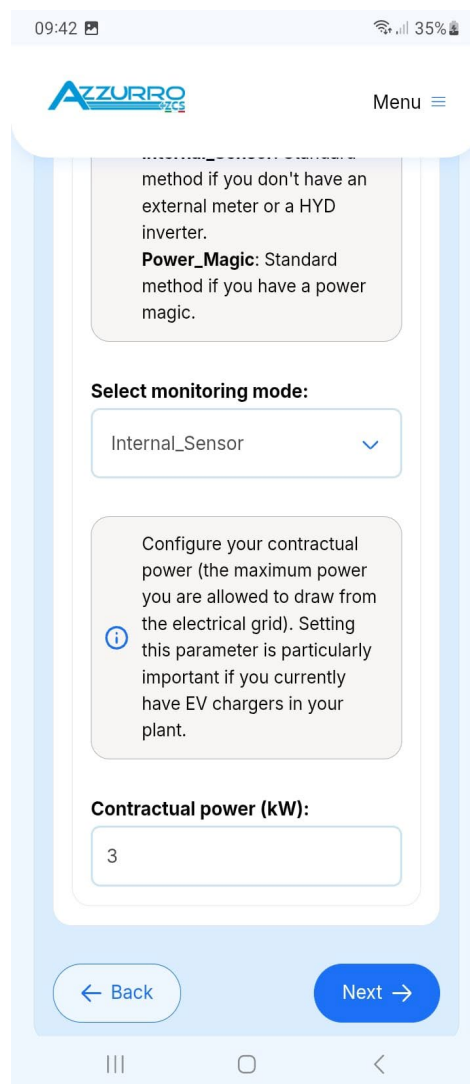 09:42
35%
AZZURRO
ZCS
Menu
method if you don't have an
external meter or a HYD
inverter.
Power_Magic: Standard
method if you have a power
magic.
Select monitoring mode:
Internal_Sensor
Configure your contractual
power (the maximum power
you are allowed to draw from
the electrical grid). Setting
this parameter is particularly
important if you currently
have EV chargers in your
plant.
Contractual power (kW):
3
← Back
Next →